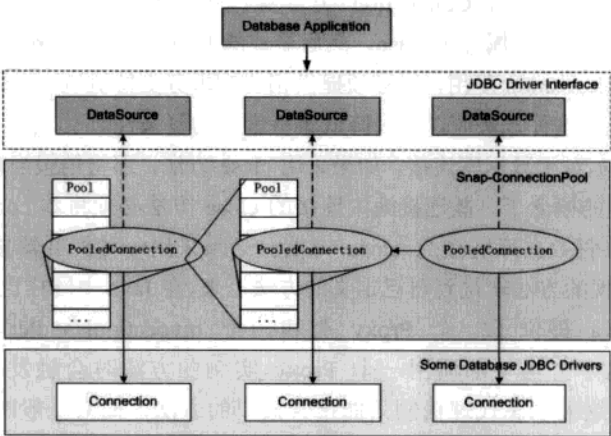 Database Application
JDBC Driver Interface
DataSource
DataSource
DataSource
Snap-ConnectionPool
Pool
Pool
PooledConnection
PooledConnection
PooledConnection
...
...
Some Database JDBC Drivers
Connection
Connection
Connection